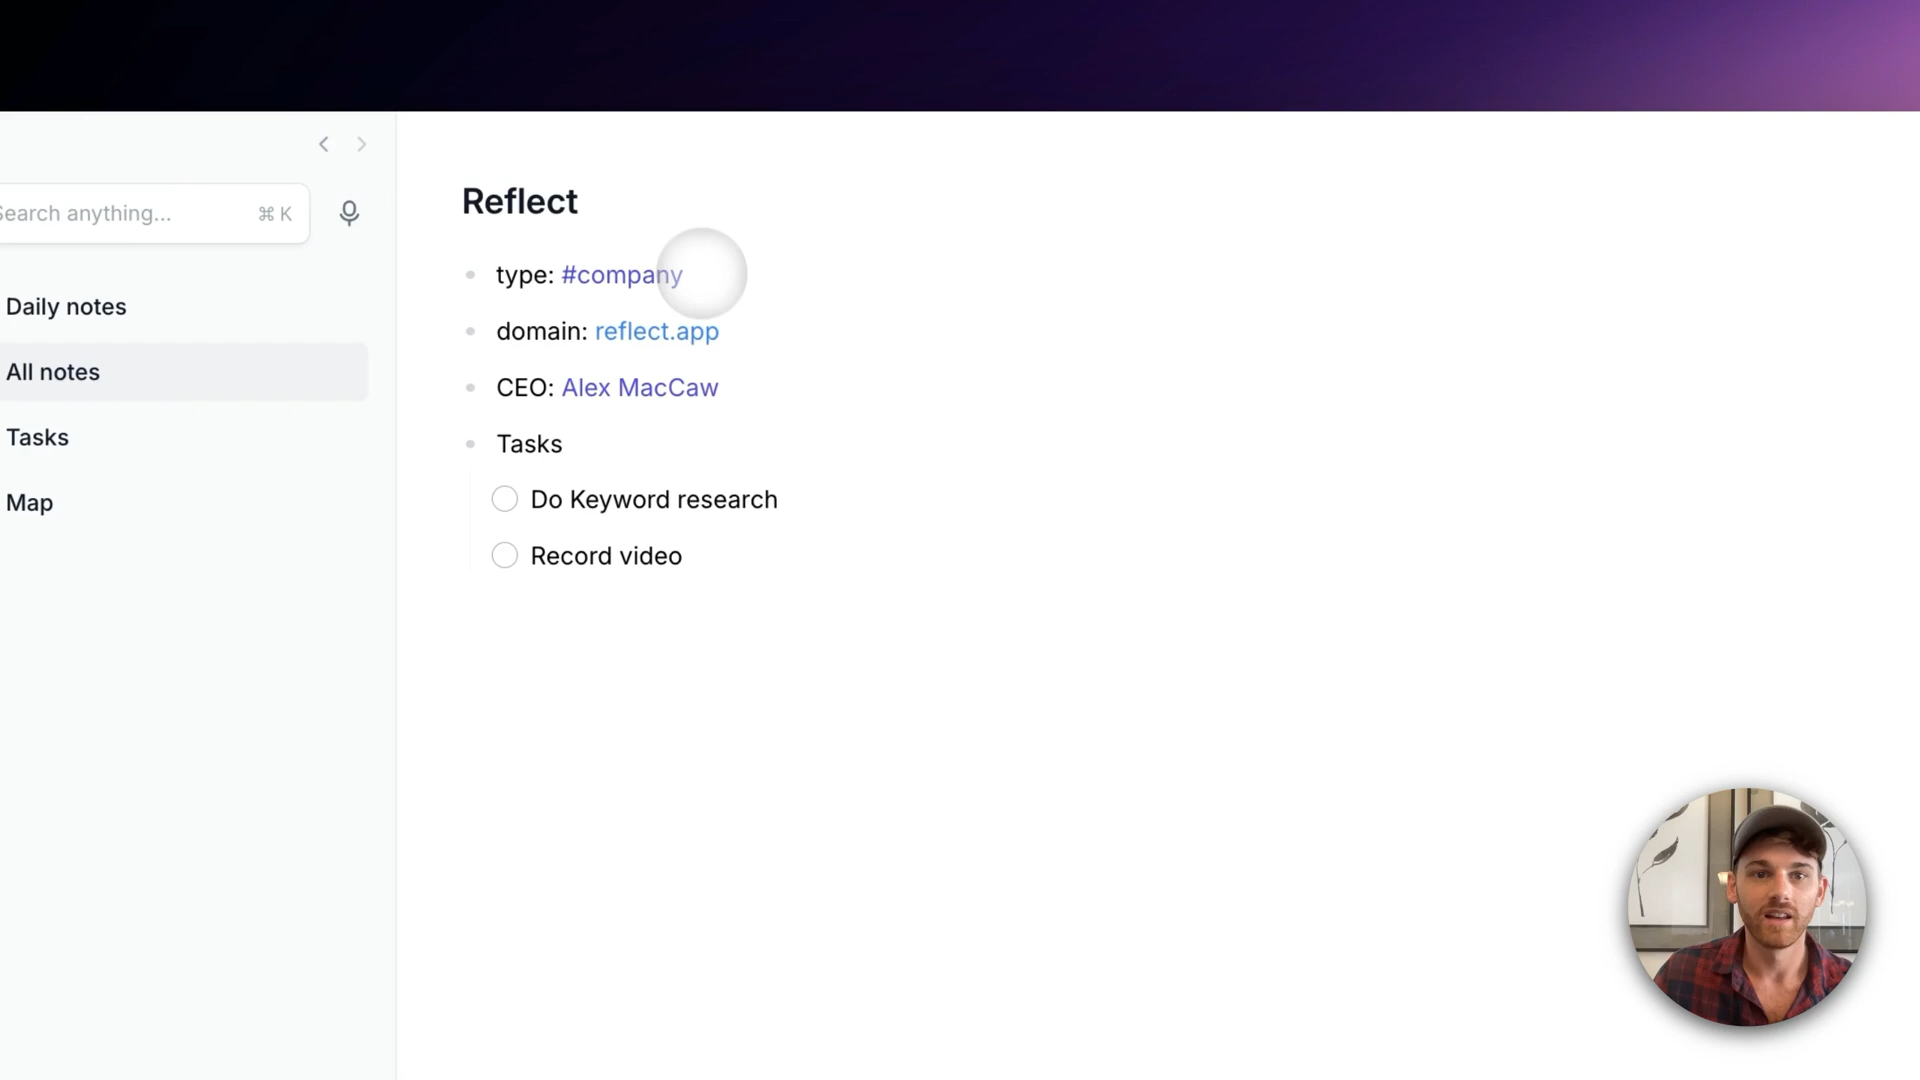 Search anything... ⌘ K
Daily notes
All notes
Tasks
Map
Reflect
type: #company
domain: reflect.app
CEO: Alex MacCaw
Tasks
Do Keyword research
Record video